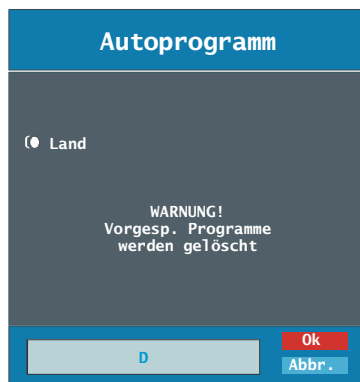 Autoprogramm
Land
WARNUNG!
Vorgesp. Programme
werden gelöscht
D
Ok
Abbr.